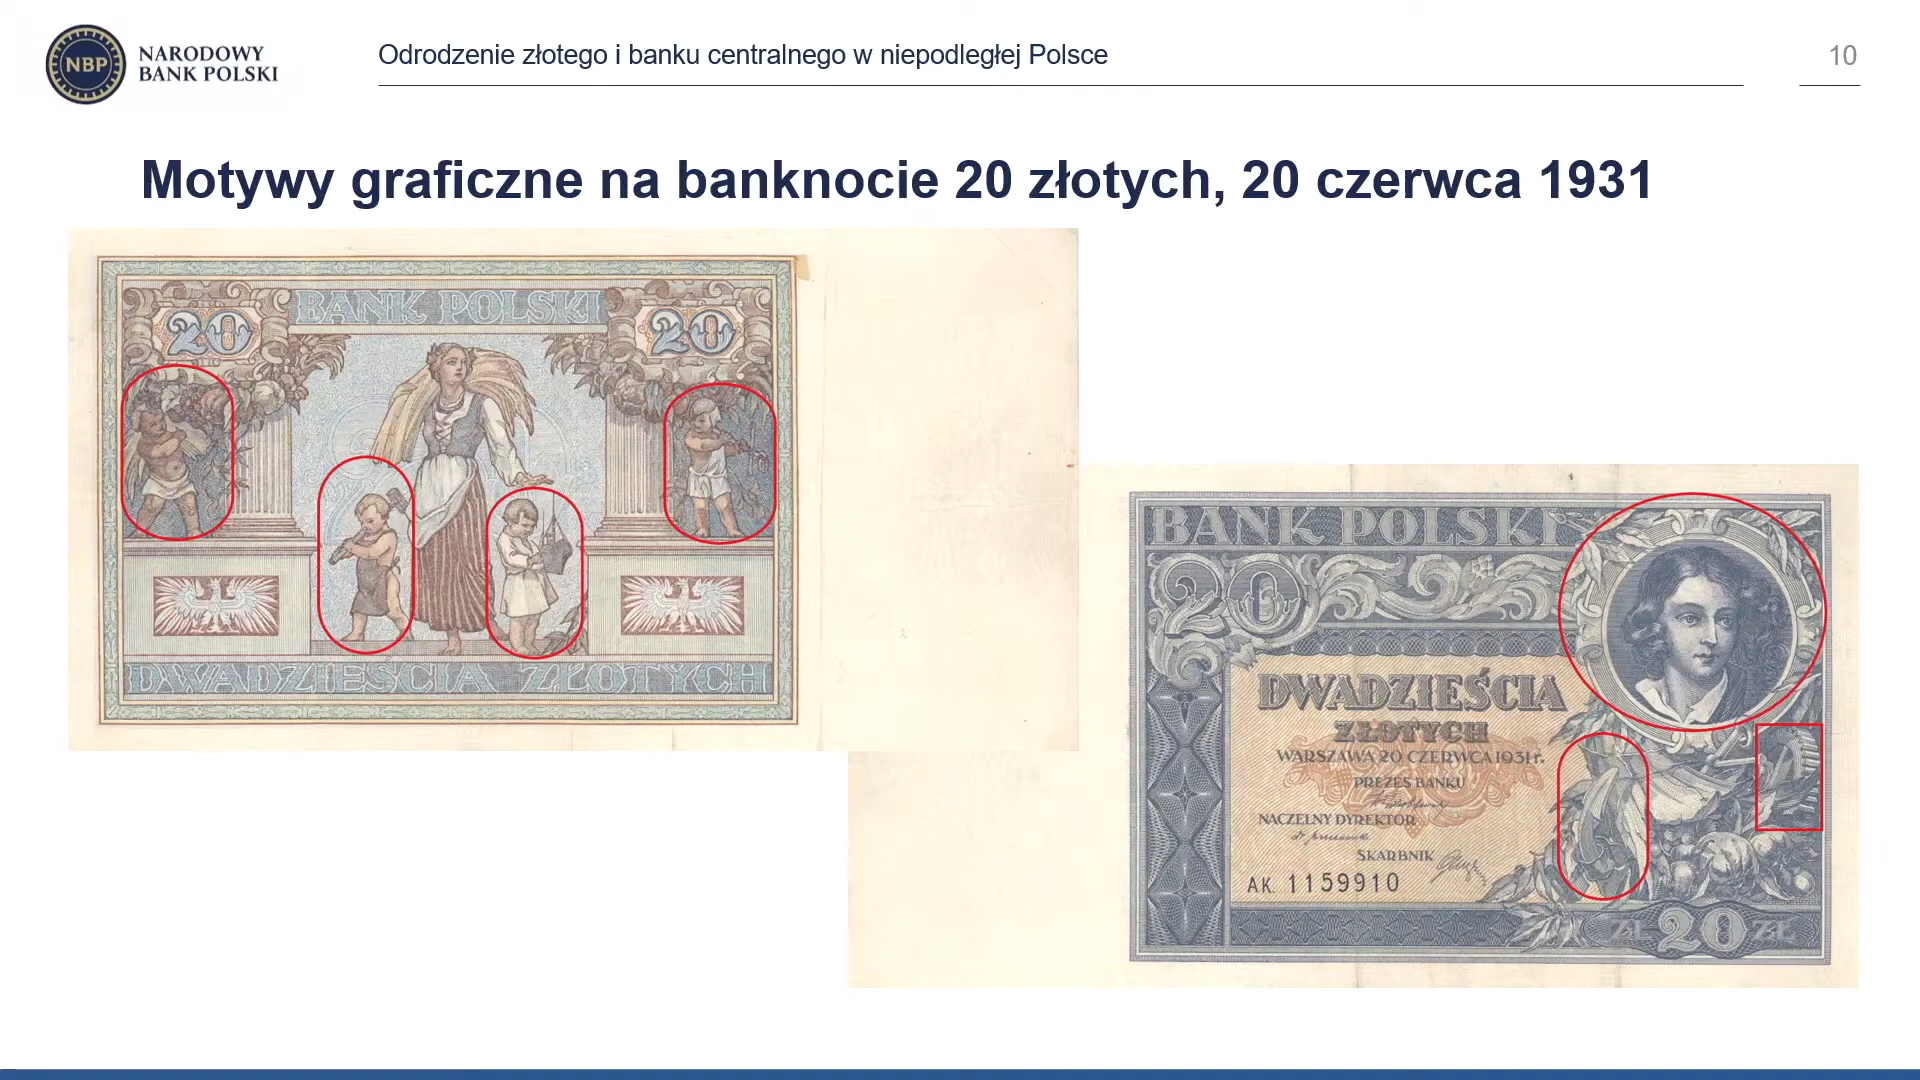 NBP
NARODOWY
BANK POLSKI
Odrodzenie złotego i banku centralnego w niepodległej Polsce
10
Motywy graficzne na banknocie 20 złotych, 20 czerwca 1931
BANK POLSKI
20
20
DWADZIEŚCIA ZŁOTYCH
BANK POLSKI
20
DWADZIEŚCIA
ZŁOTYCH
WARSZAWA 20 CZERWCA 1931 r.
PREZES BANKU
NACZELNY DYREKTOR
SKARBNIK
AK. 1159910
ZŁ 20 ZŁ